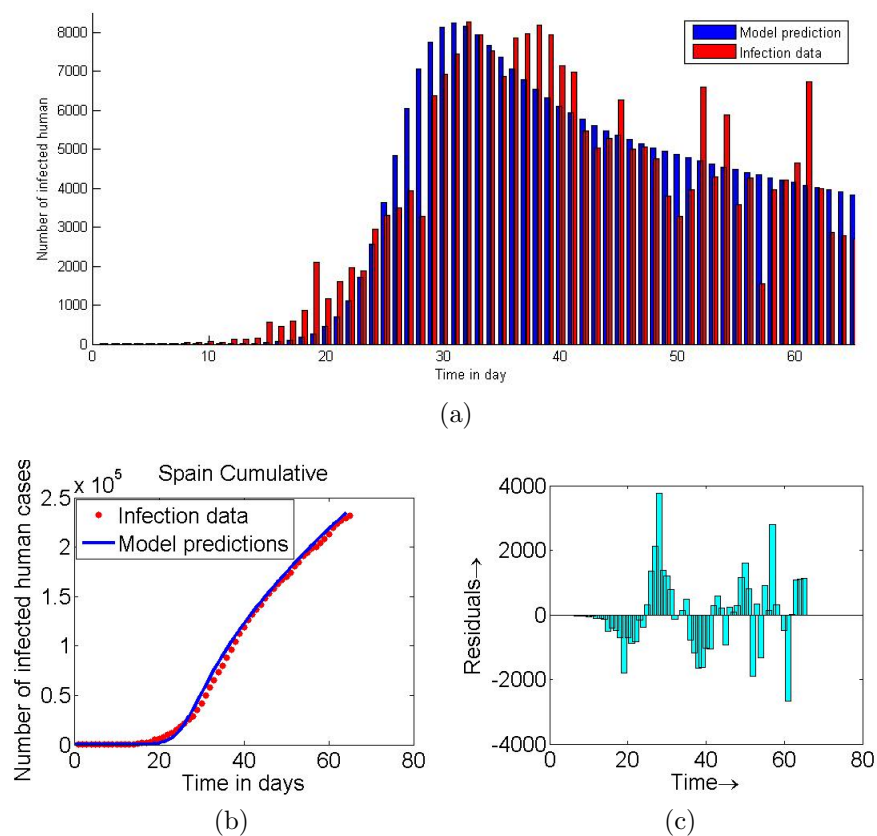 8000
7000
6000
5000
4000
3000
2000
1000
0
Number of infected human
Model prediction
Infection data
0 10 20 30 40 50 60
Time in day
(a)
Spain Cumulative
x 10^5
2.5
2
1.5
1
0.5
0
Number of infected human cases
Infection data
Model predictions
0 20 40 60 80
Time in days
(b)
4000
2000
0
-2000
-4000
Residuals→
0 20 40 60 80
Time→
(c)